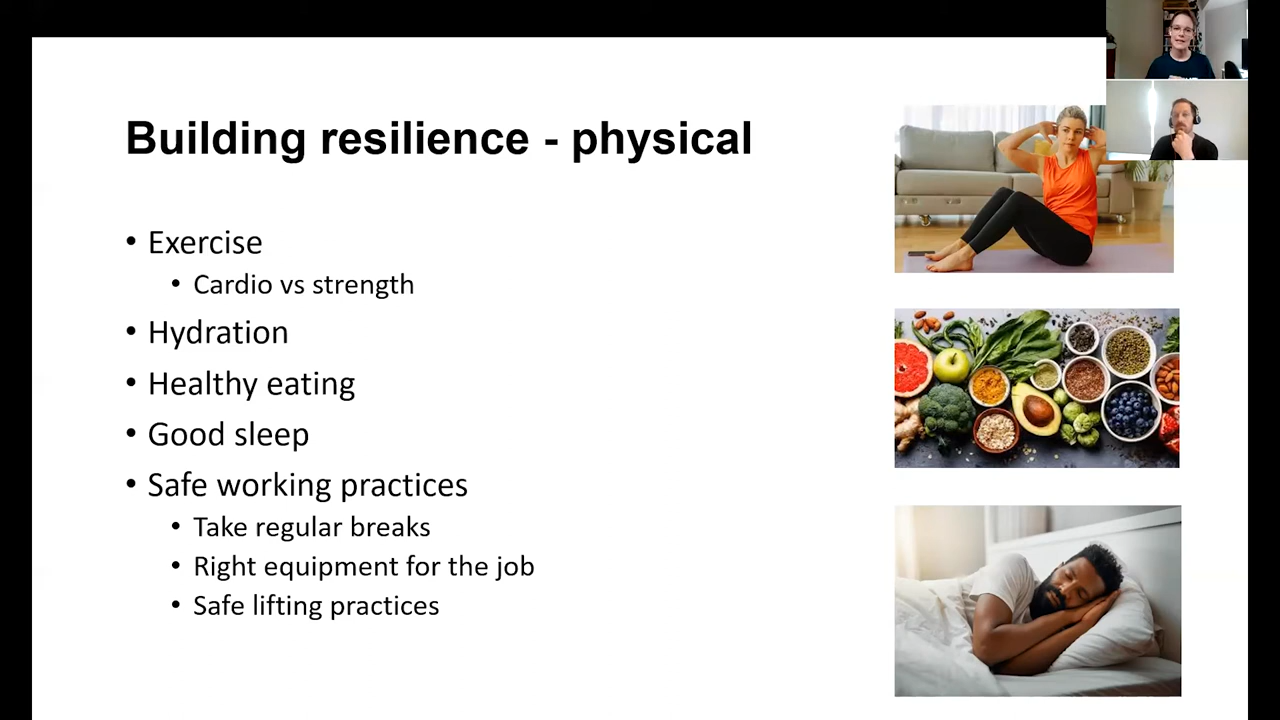 Building resilience - physical
• Exercise
• Cardio vs strength
• Hydration
• Healthy eating
• Good sleep
• Safe working practices
• Take regular breaks
• Right equipment for the job
• Safe lifting practices